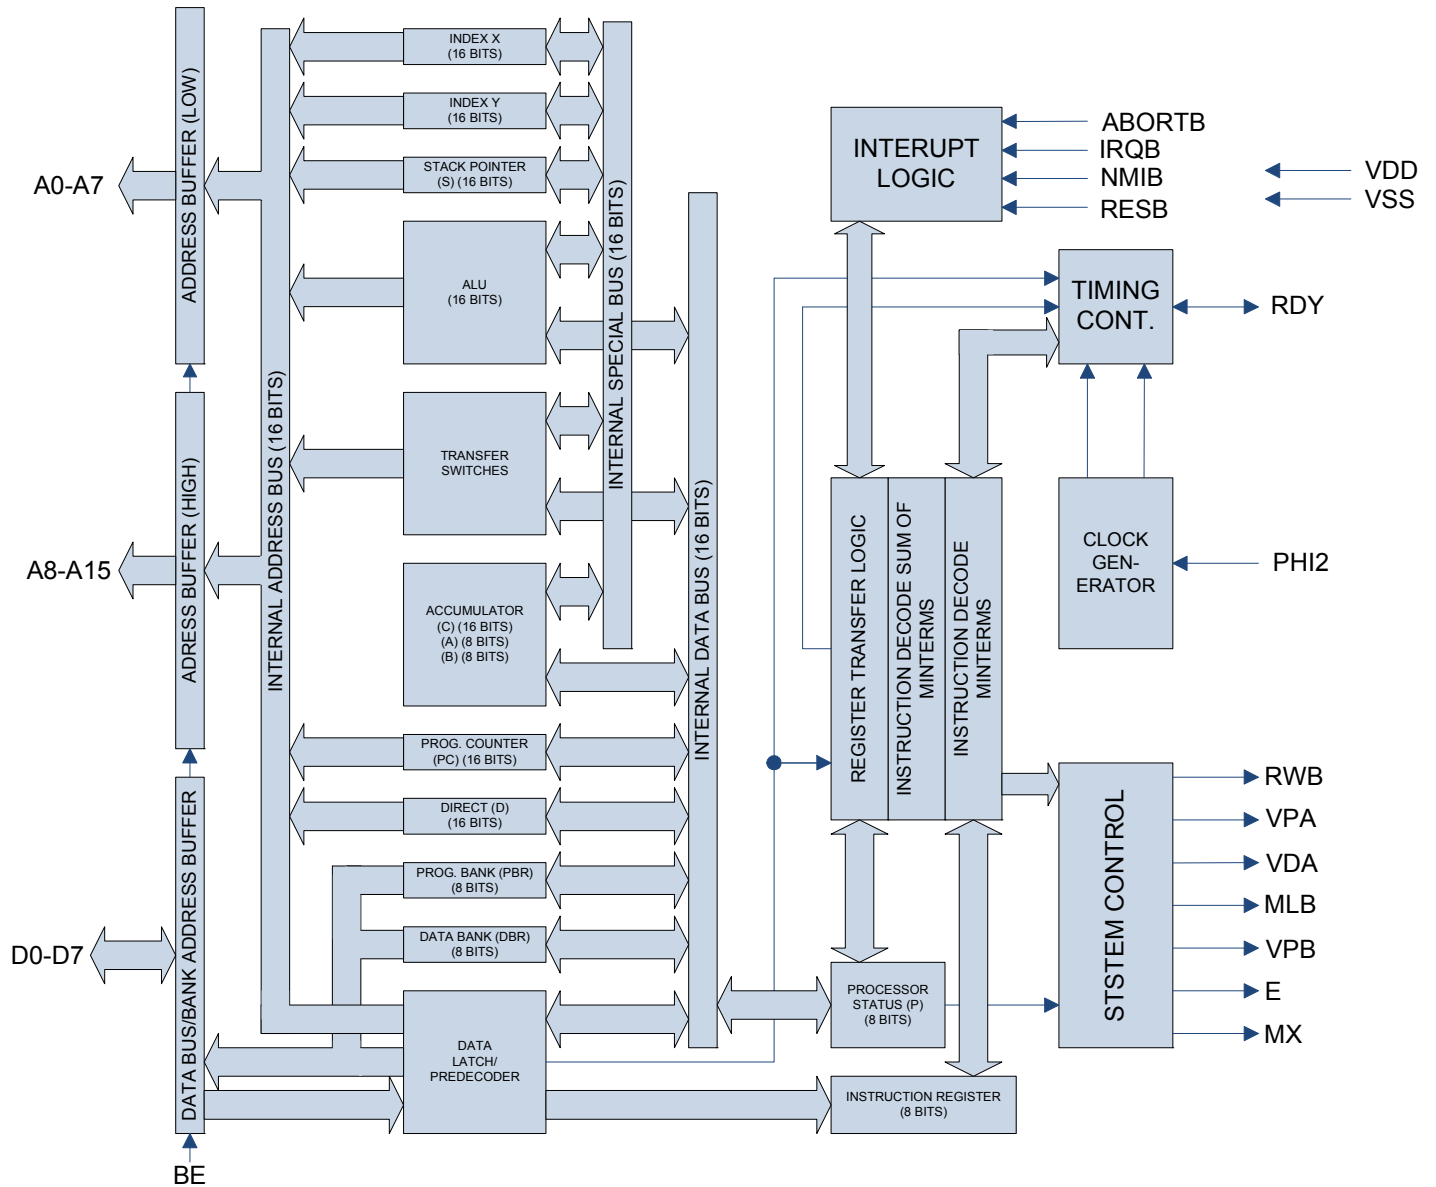 A0-A7
A8-A15
D0-D7
BE
ADDRESS BUFFER (LOW)
ADRESS BUFFER (HIGH)
DATA BUS/BANK ADDRESS BUFFER
INTERNAL ADDRESS BUS (16 BITS)
INDEX X
(16 BITS)
INDEX Y
(16 BITS)
STACK POINTER
(S) (16 BITS)
ALU
(16 BITS)
TRANSFER
SWITCHES
ACCUMULATOR
(C) (16 BITS)
(A) (8 BITS)
(B) (8 BITS)
PROG. COUNTER
(PC) (16 BITS)
DIRECT (D)
(16 BITS)
PROG. BANK (PBR)
(8 BITS)
DATA BANK (DBR)
(8 BITS)
DATA
LATCH/
PREDECODER
INTERNAL SPECIAL BUS (16 BITS)
INTERNAL DATA BUS (16 BITS)
INTERUPT
LOGIC
ABORTB
IRQB
NMIB
RESB
VDD
VSS
TIMING
CONT.
RDY
REGISTER TRANSFER LOGIC
INSTRUCTION DECODE SUM OF
MINTERMS
INSTRUCTION DECODE
MINTERMS
CLOCK
GEN-
ERATOR
PHI2
STSTEM CONTROL
RWB
VPA
VDA
MLB
VPB
E
MX
PROCESSOR
STATUS (P)
(8 BITS)
INSTRUCTION REGISTER
(8 BITS)